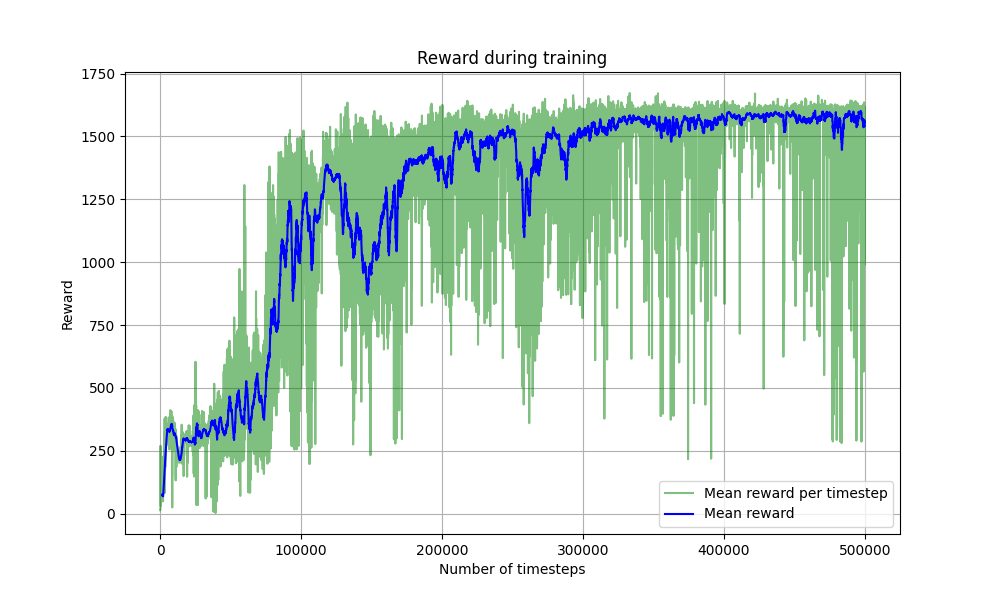 Reward during training
1750
1500
1250
1000
750
500
250
0
Reward
0 100000 200000 300000 400000 500000
Number of timesteps
Mean reward per timestep
Mean reward